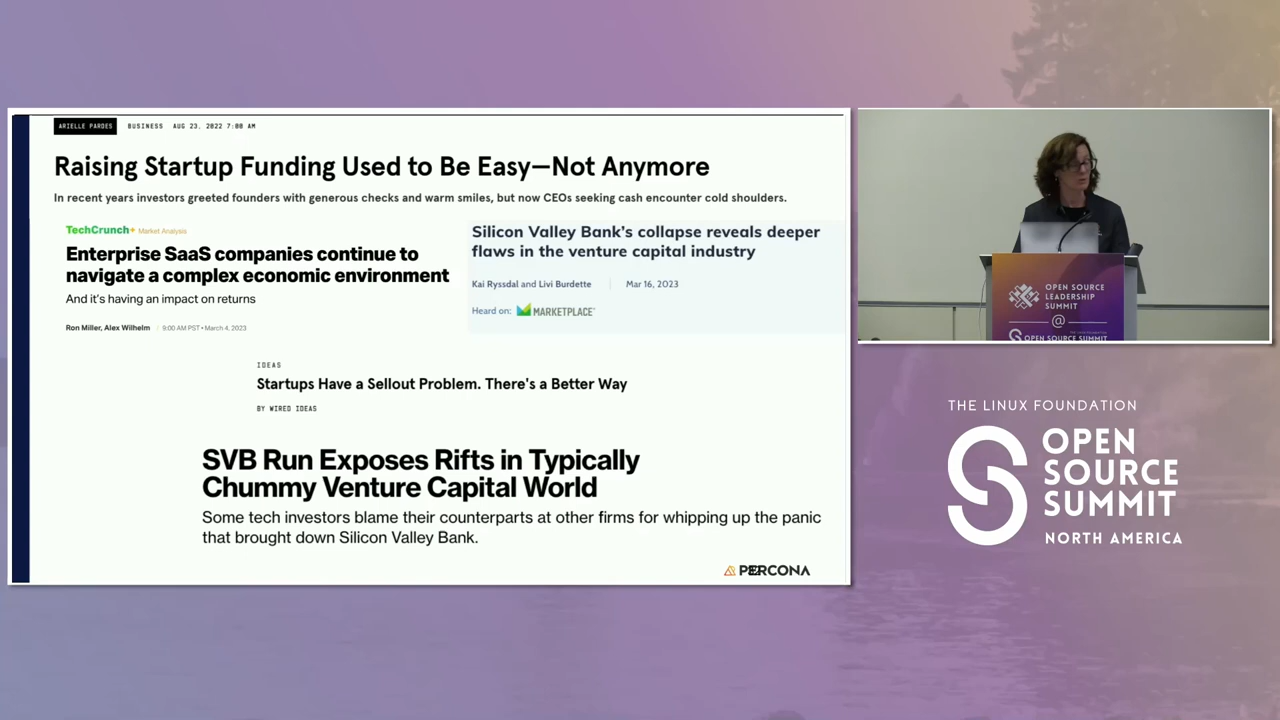 ARIELLE PARDES BUSINESS AUG 23, 2022 7:00 AM
Raising Startup Funding Used to Be Easy—Not Anymore
In recent years investors greeted founders with generous checks and warm smiles, but now CEOs seeking cash encounter cold shoulders.
TechCrunch+ Market Analysis
Enterprise SaaS companies continue to
navigate a complex economic environment
And it's having an impact on returns
Ron Miller, Alex Wilhelm / 9:00 AM PST • March 4, 2023
Silicon Valley Bank's collapse reveals deeper
flaws in the venture capital industry
Kai Ryssdal and Livi Burdette | Mar 16, 2023
Heard on: MARKETPLACE
IDEAS
Startups Have a Sellout Problem. There's a Better Way
BY WIRED IDEAS
SVB Run Exposes Rifts in Typically
Chummy Venture Capital World
Some tech investors blame their counterparts at other firms for whipping up the panic
that brought down Silicon Valley Bank.
PERCONA
OPEN SOURCE
LEADERSHIP
SUMMIT
@
OPEN SOURCE SUMMIT
THE LINUX FOUNDATION
OPEN
SOURCE
SUMMIT
NORTH AMERICA